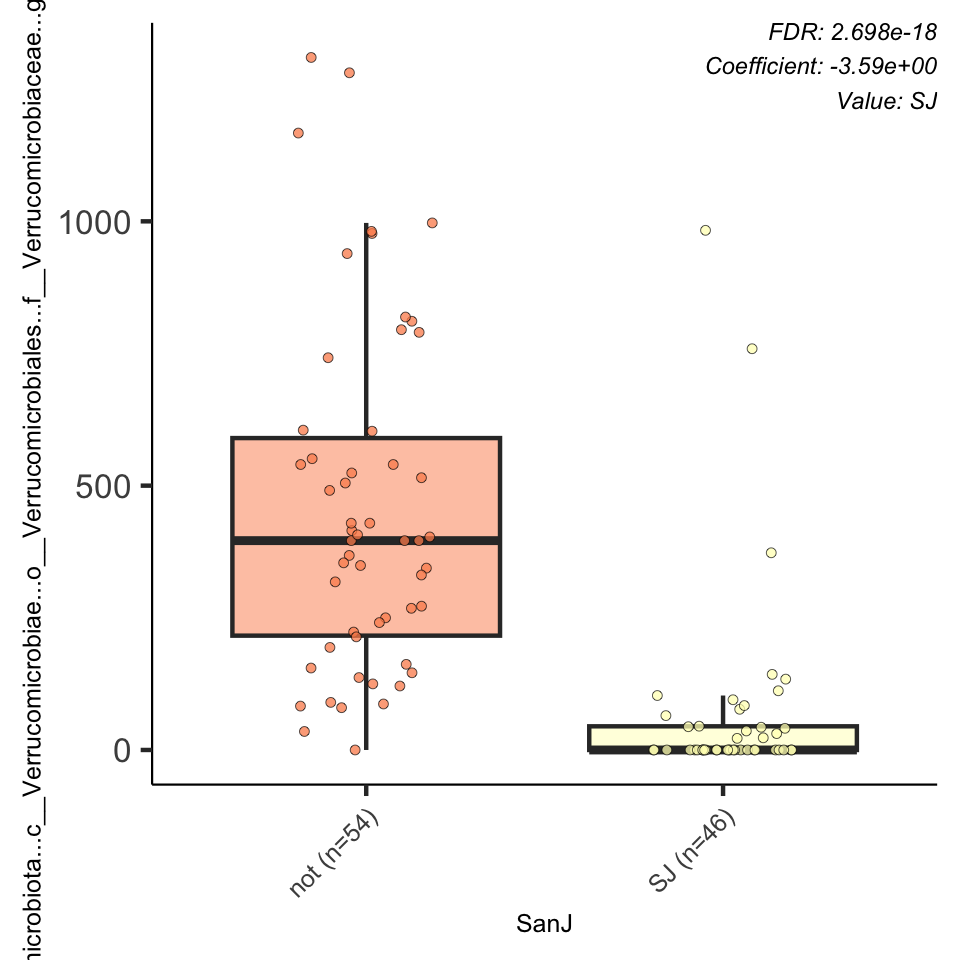 FDR: 2.698e-18
Coefficient: -3.59e+00
Value: SJ
microbiota...c__Verrucomicrobiae...o__Verrucomicrobiales...f__Verrucomicrobiaceae...g
1000
500
0
not (n=54)
SJ (n=46)
SanJ